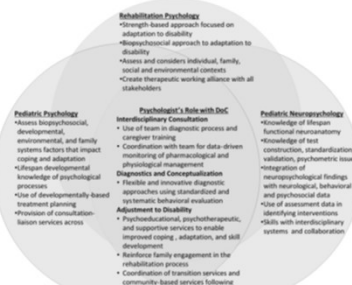 Rehabilitation Psychology
•Strength-based approach focused on
adaptation to disability
•Biopsychosocial approach to adaptation to
disability
•Assess and considers individual, family,
social and environmental contexts
•Create therapeutic working alliance with all
stakeholders
Pediatric Psychology
•Assess biopsychosocial,
developmental,
environmental, and family
systems factors that impact
coping and adaptation
•Lifespan developmental
knowledge of psychological
processes
•Use of developmentally-based
treatment planning
•Provision of consultation-
liaison services across
Psychologist's Role with DoC
Interdisciplinary Consultation
• Use of team in diagnostic process and
caregiver training
• Coordination with team for data-driven
monitoring of pharmacological and
physiological management
Diagnostics and Conceptualization
• Flexible and innovative diagnostic
approaches using standardized and
systematic behavioral evaluation
Adjustment to Disability
• Psychoeducational, psychotherapeutic,
and supportive services to enable
improved coping , adaptation, and skill
development
• Reinforce family engagement in the
rehabilitation process
• Coordination of transition services and
community-based services following
Pediatric Neuropsychology
•Knowledge of lifespan
functional neuroanatomy
•Knowledge of test
construction, standardization
validation, psychometric issue
•Integration of
neuropsychological findings
with neurological, behavioral
and psychosocial data
•Use of assessment data in
identifying interventions
•Skills with interdisciplinary
systems and collaboration